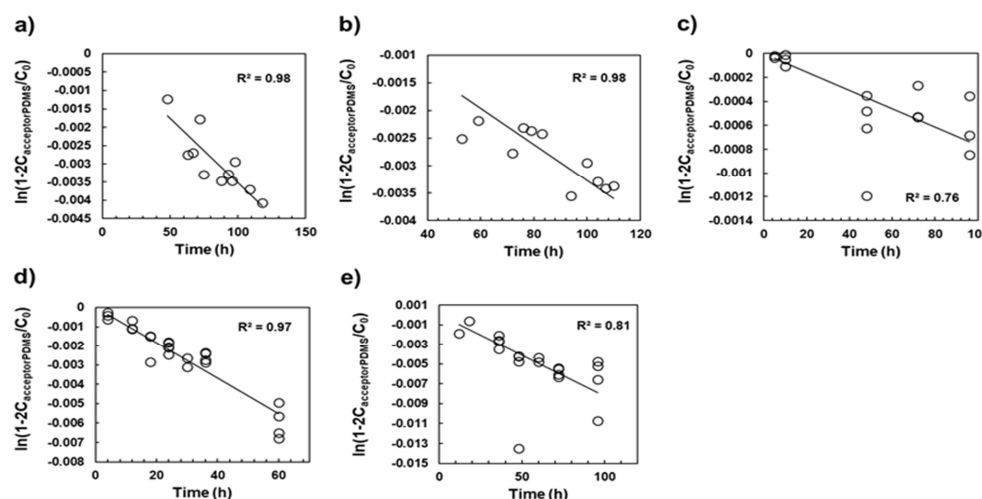 a)
ln(1-2CacceptorPDMS/C0)
0
-0.0005
-0.001
-0.0015
-0.002
-0.0025
-0.003
-0.0035
-0.004
-0.0045
R² = 0.98
0 50 100 150
Time (h)
b)
ln(1-2CacceptorPDMS/C0)
-0.001
-0.0015
-0.002
-0.0025
-0.003
-0.0035
-0.004
R² = 0.98
40 60 80 100 120
Time (h)
c)
ln(1-2CacceptorPDMS/C0)
0
-0.0002
-0.0004
-0.0006
-0.0008
-0.001
-0.0012
-0.0014
R² = 0.76
0 20 40 60 80 100
Time (h)
d)
ln(1-2CacceptorPDMS/C0)
0
-0.001
-0.002
-0.003
-0.004
-0.005
-0.006
-0.007
-0.008
R² = 0.97
0 20 40 60
Time (h)
e)
ln(1-2CacceptorPDMS/C0)
0.001
-0.001
-0.003
-0.005
-0.007
-0.009
-0.011
-0.013
-0.015
R² = 0.81
0 50 100
Time (h)